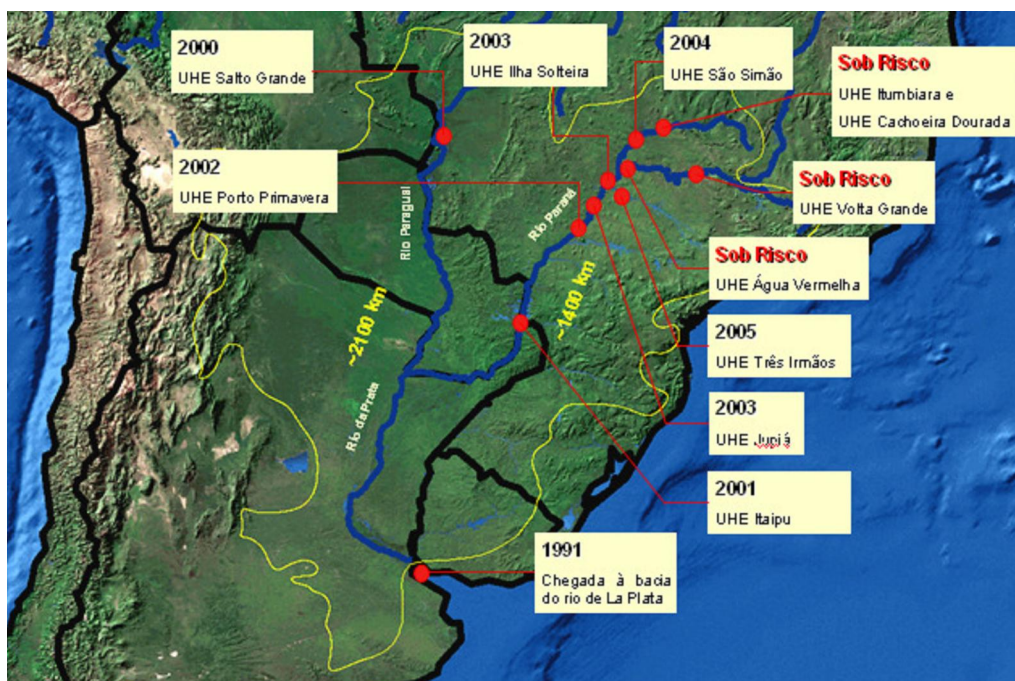 2000
UHE Salto Grande
2003
UHE Ilha Solteira
2004
UHE São Simão
Sob Risco
UHE Itumbiara e
UHE Cachoeira Dourada
2002
UHE Porto Primavera
Sob Risco
UHE Volta Grande
Rio Paraguai
Rio Paraná
Sob Risco
UHE Água Vermelha
~2100 km
~1400 km
2005
UHE Três Irmãos
Rio da Prata
2003
UHE Jupiá
2001
UHE Itaipu
1991
Chegada à bacia
do rio de La Plata